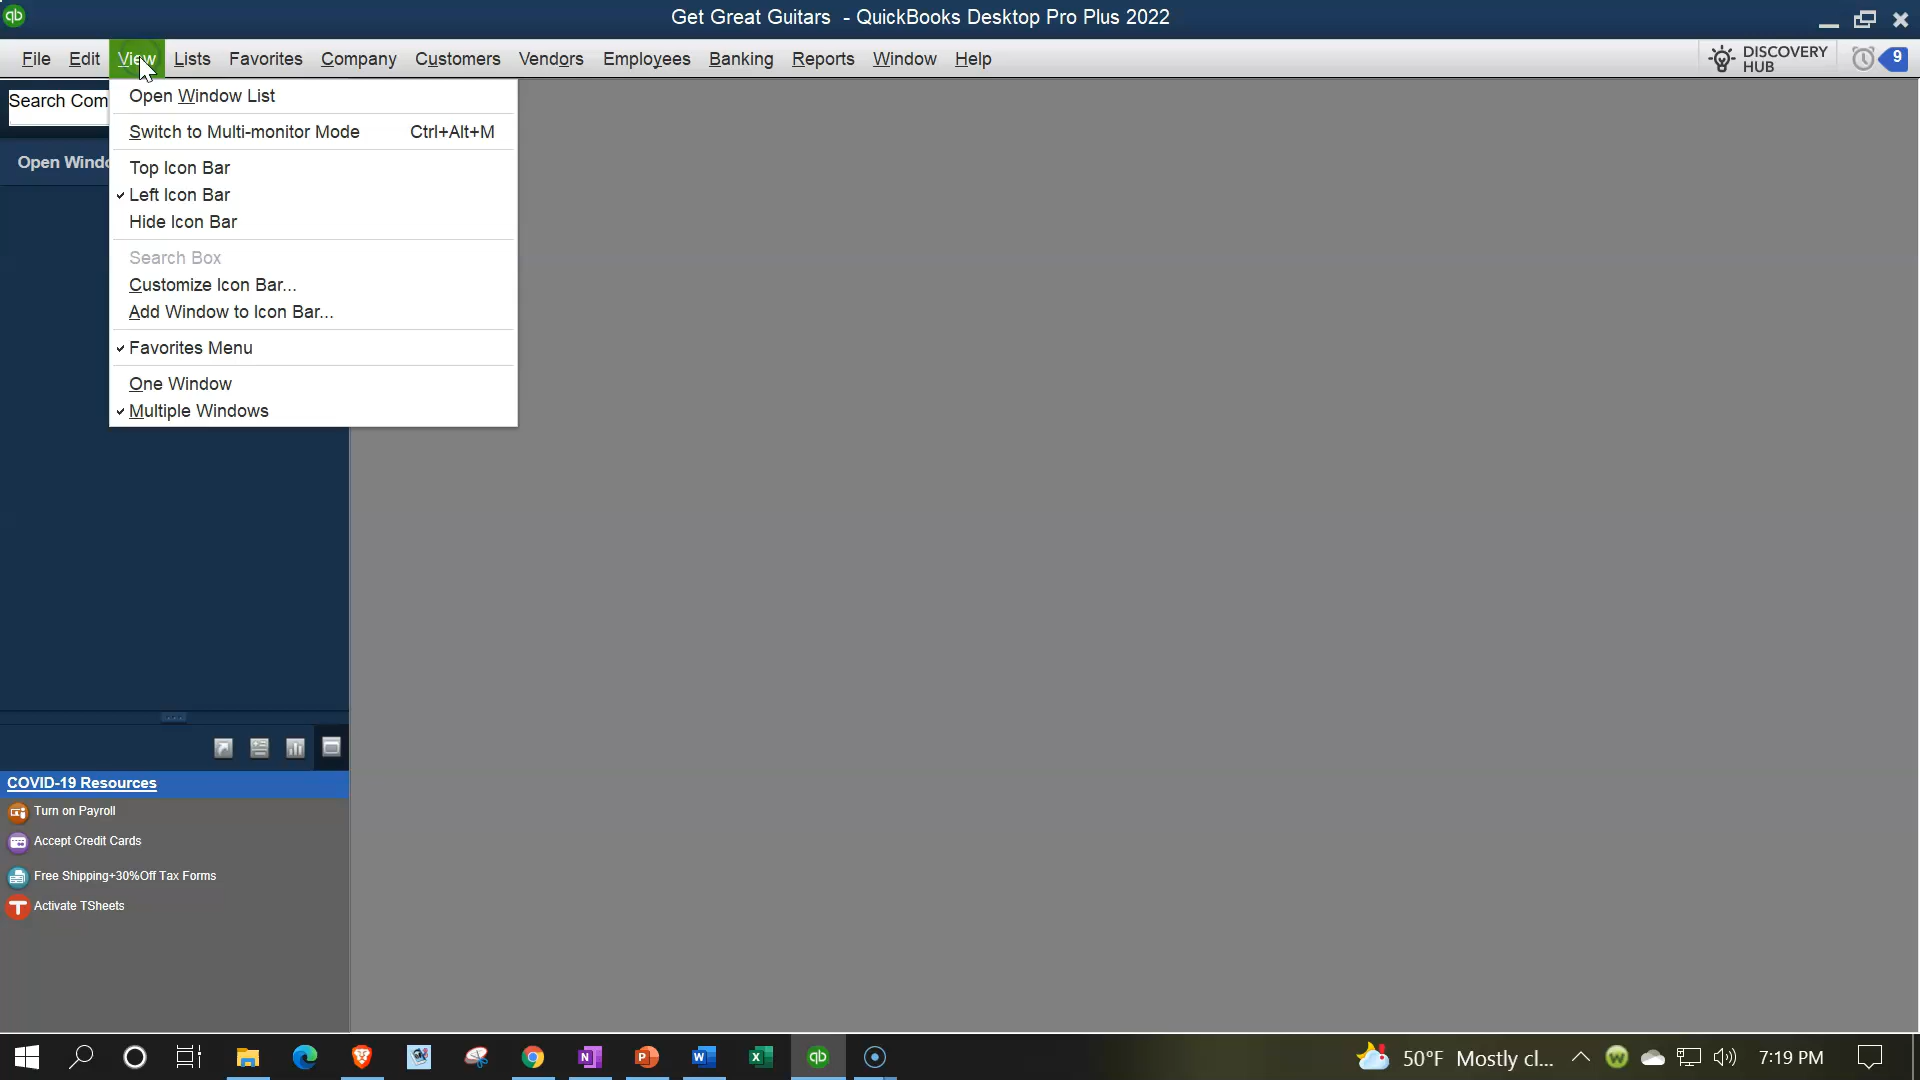 qb
Get Great Guitars - QuickBooks Desktop Pro Plus 2022
File Edit View Lists Favorites Company Customers Vendors Employees Banking Reports Window Help
DISCOVERY
HUB
9
Search Com
Open Window List
Switch to Multi-monitor Mode Ctrl+Alt+M
Open Windo
Top Icon Bar
Left Icon Bar
Hide Icon Bar
Search Box
Customize Icon Bar...
Add Window to Icon Bar...
Favorites Menu
One Window
Multiple Windows
COVID-19 Resources
Turn on Payroll
Accept Credit Cards
Free Shipping+30%Off Tax Forms
Activate TSheets
50°F Mostly cl... 7:19 PM